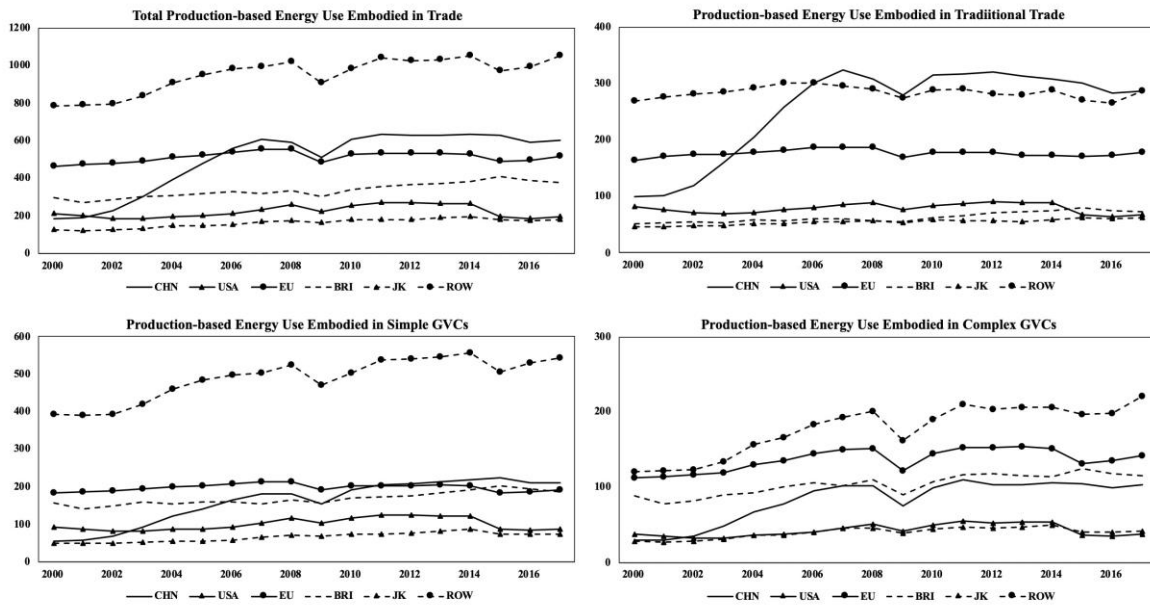 Total Production-based Energy Use Embodied in Trade
1200
1000
800
600
400
200
0
2000 2002 2004 2006 2008 2010 2012 2014 2016
CHN USA EU BRI JK ROW
Production-based Energy Use Embodied in Tradiitional Trade
400
300
200
100
0
2000 2002 2004 2006 2008 2010 2012 2014 2016
CHN USA EU BRI JK ROW
Production-based Energy Use Embodied in Simple GVCs
600
500
400
300
200
100
0
2000 2002 2004 2006 2008 2010 2012 2014 2016
CHN USA EU BRI JK ROW
Production-based Energy Use Embodied in Complex GVCs
300
200
100
0
2000 2002 2004 2006 2008 2010 2012 2014 2016
CHN USA EU BRI JK ROW